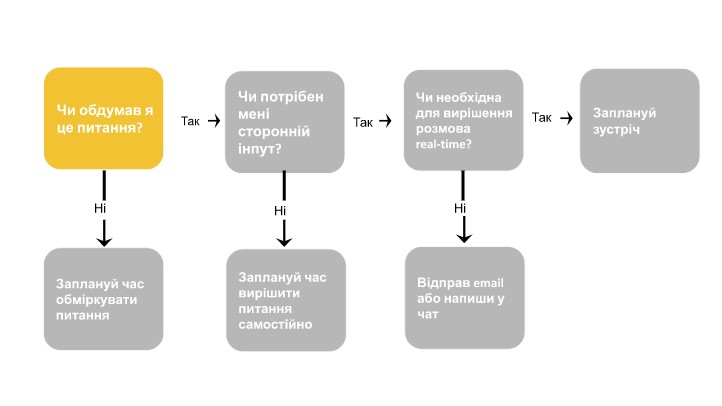 Чи обдумав я
це питання?
Так
Чи потрібен
мені
сторонній
інпут?
Так
Чи необхідна
для вирішення
розмова
real-time?
Так
Заплануй
зустріч
Ні
Ні
Ні
Заплануй час
обміркувати
питання
Заплануй час
вирішити
питання
самостійно
Відправ email
або напиши у
чат